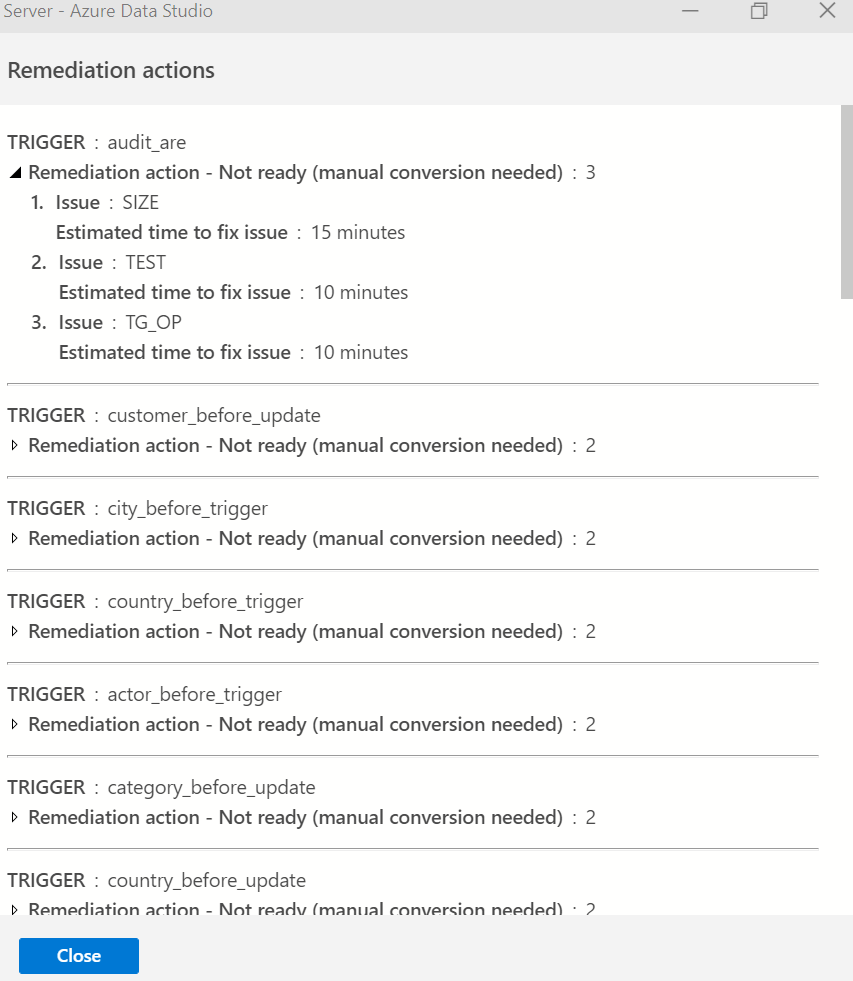 Server - Azure Data Studio
Remediation actions
TRIGGER : audit_are
Remediation action - Not ready (manual conversion needed) : 3
1. Issue : SIZE
Estimated time to fix issue : 15 minutes
2. Issue : TEST
Estimated time to fix issue : 10 minutes
3. Issue : TG_OP
Estimated time to fix issue : 10 minutes
TRIGGER : customer_before_update
Remediation action - Not ready (manual conversion needed) : 2
TRIGGER : city_before_trigger
Remediation action - Not ready (manual conversion needed) : 2
TRIGGER : country_before_trigger
Remediation action - Not ready (manual conversion needed) : 2
TRIGGER : actor_before_trigger
Remediation action - Not ready (manual conversion needed) : 2
TRIGGER : category_before_update
Remediation action - Not ready (manual conversion needed) : 2
TRIGGER : country_before_update
Remediation action - Not ready (manual conversion needed) : 2
Close